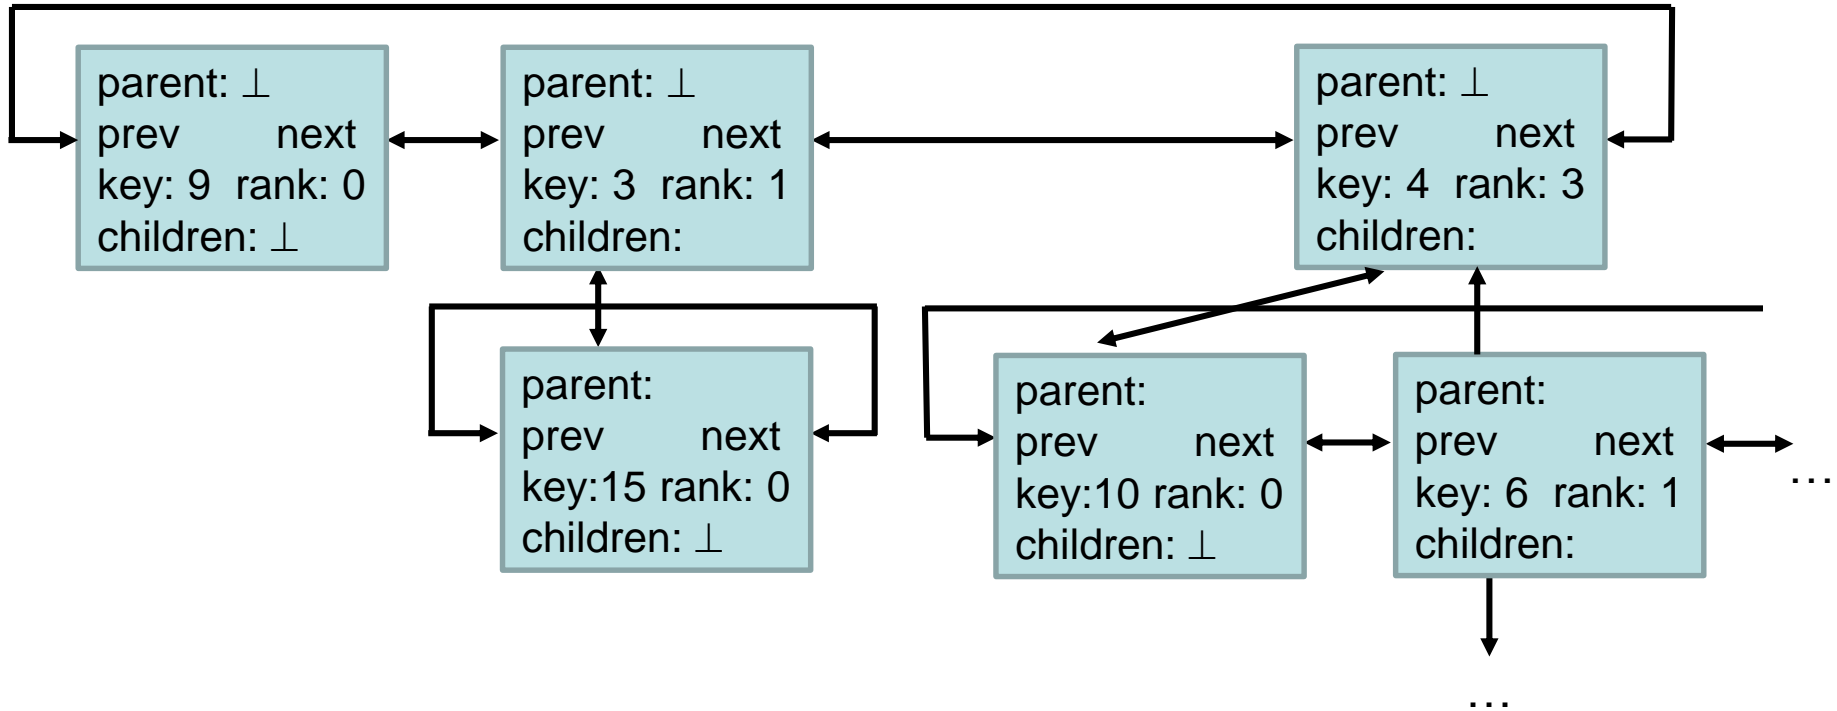 parent: ⊥
prev next
key: 9 rank: 0
children: ⊥
parent: ⊥
prev next
key: 3 rank: 1
children:
parent: ⊥
prev next
key: 4 rank: 3
children:
parent:
prev next
key:15 rank: 0
children: ⊥
parent:
prev next
key:10 rank: 0
children: ⊥
parent:
prev next
key: 6 rank: 1
children:
...
...